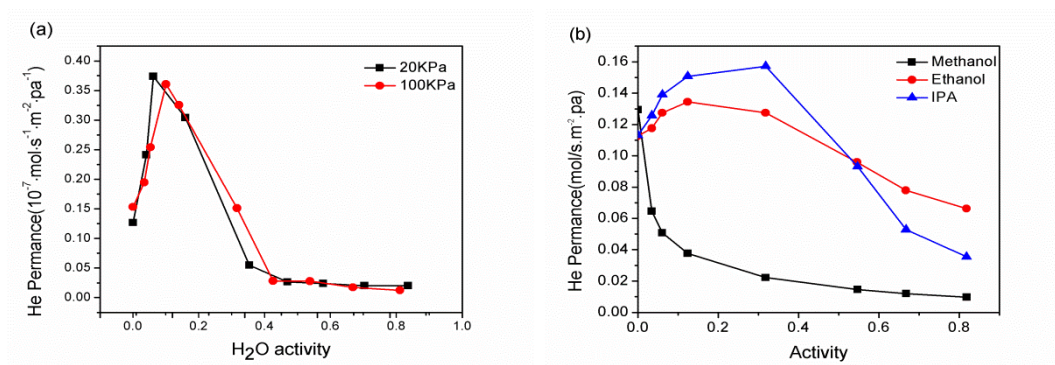 (a)
20KPa
100KPa
He Permance(10⁻⁷·mol·s⁻¹·m⁻²·pa⁻¹)
0.40
0.35
0.30
0.25
0.20
0.15
0.10
0.05
0.00
0.0 0.2 0.4 0.6 0.8 1.0
H₂O activity
(b)
Methanol
Ethanol
IPA
He Permance(mol/s.m⁻².pa)
0.16
0.14
0.12
0.10
0.08
0.06
0.04
0.02
0.00
0.0 0.2 0.4 0.6 0.8
Activity